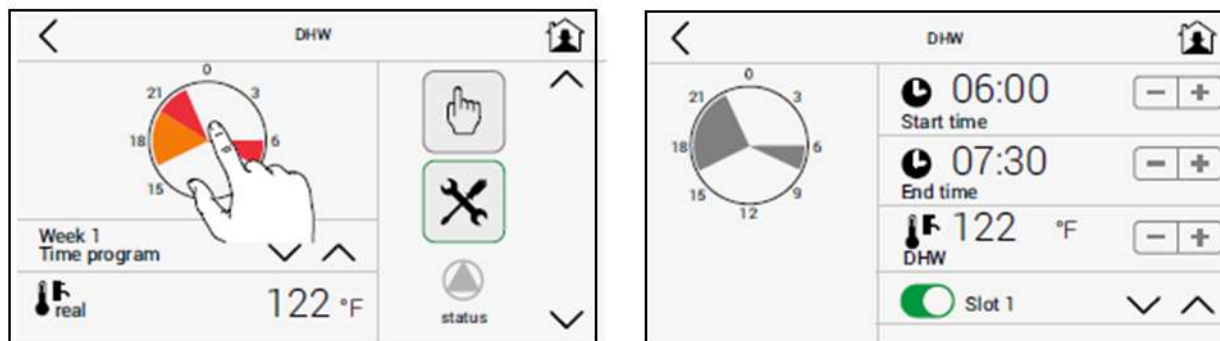 DHW
0
21
3
18
6
15
Week 1
Time program
real
122 °F
status
DHW
0
21
3
18
6
15
9
12
06:00
Start time
07:30
End time
122 °F
DHW
Slot 1